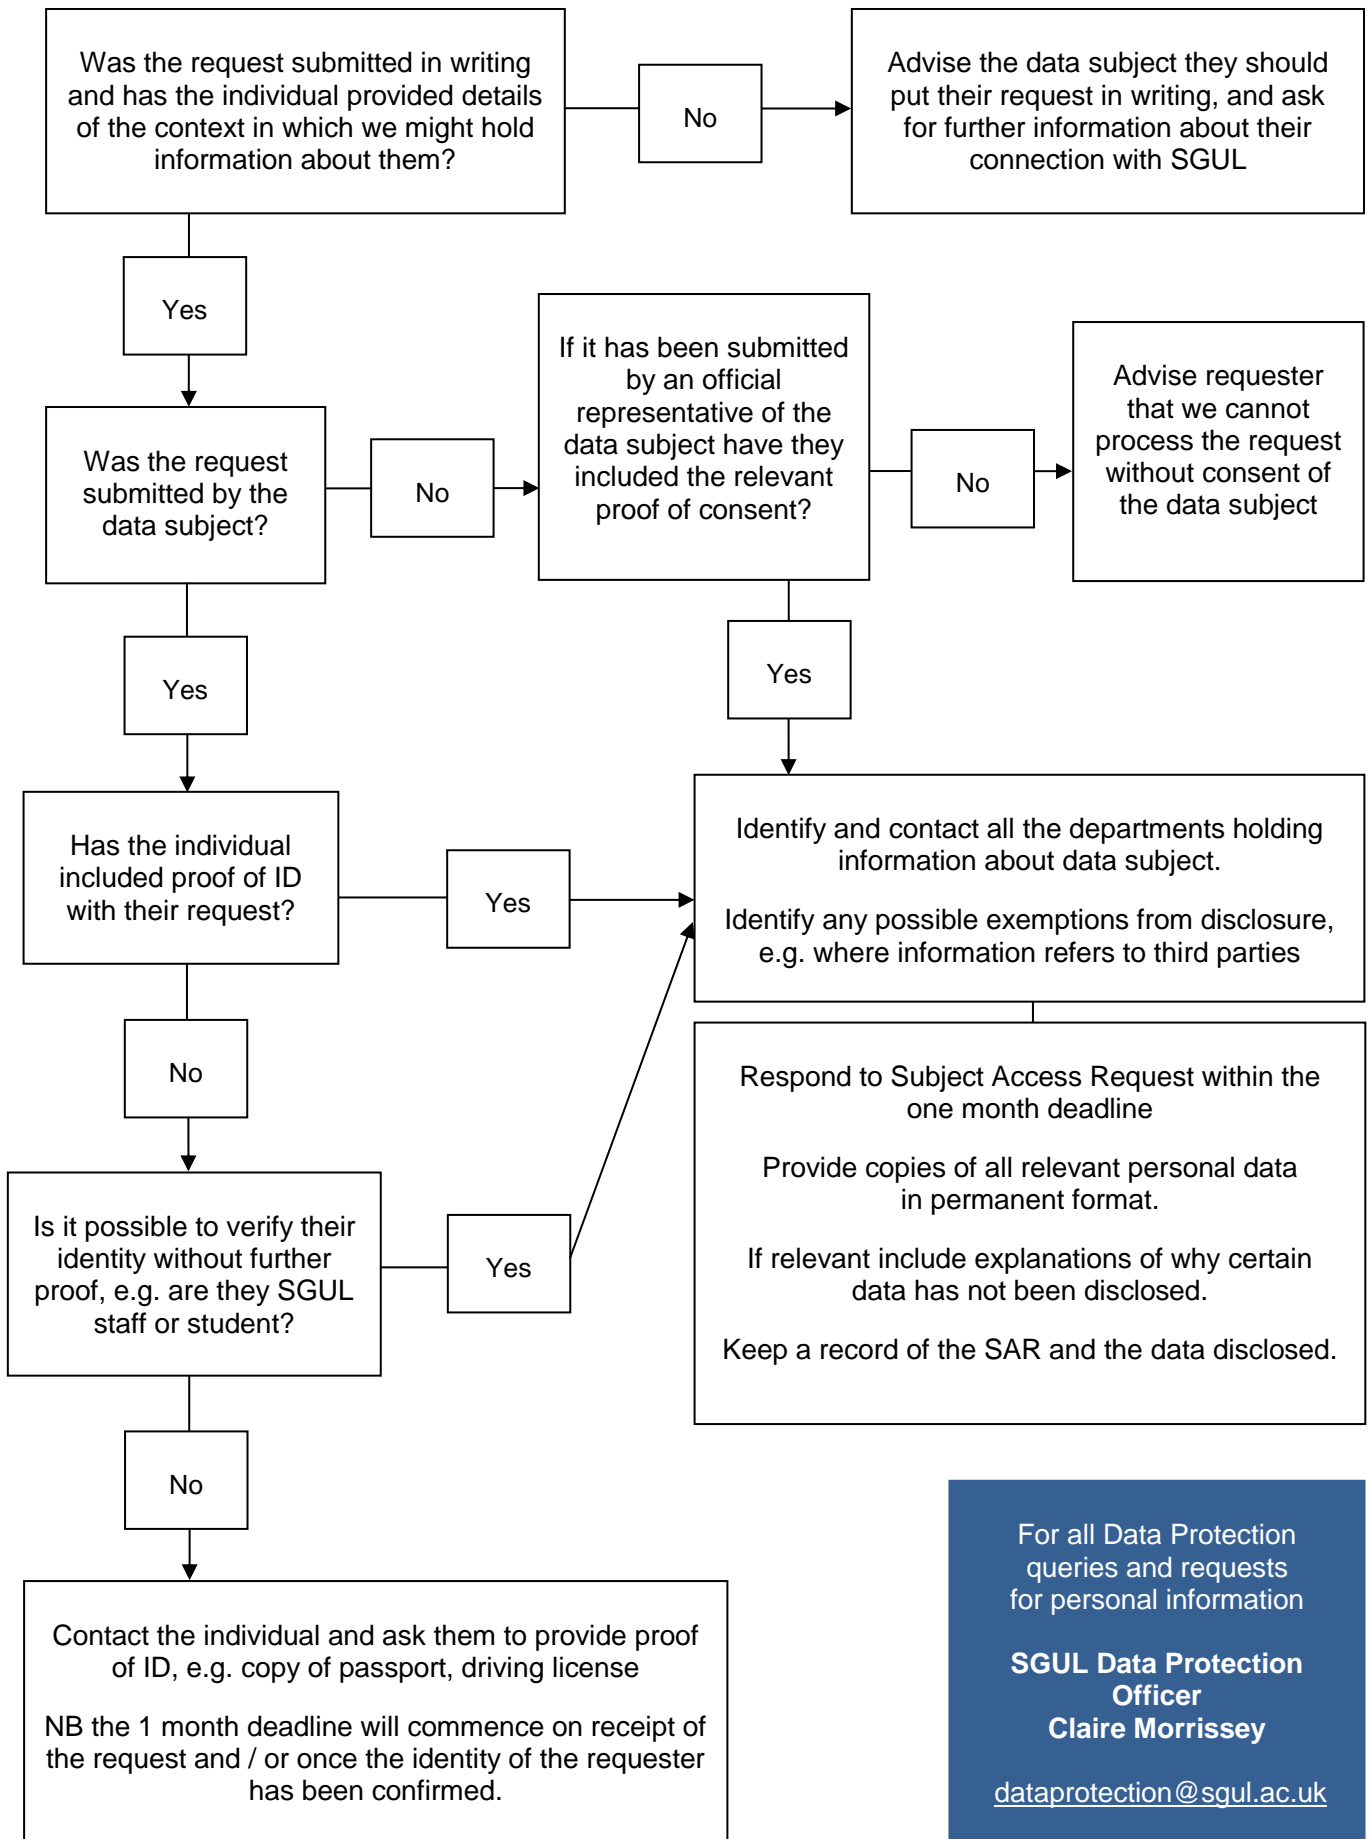 Was the request submitted in writing
and has the individual provided details
of the context in which we might hold
information about them?
No
Advise the data subject they should
put their request in writing, and ask
for further information about their
connection with SGUL
Yes
Was the request
submitted by the
data subject?
No
If it has been submitted
by an official
representative of the
data subject have they
included the relevant
proof of consent?
No
Advise requester
that we cannot
process the request
without consent of
the data subject
Yes
Yes
Has the individual
included proof of ID
with their request?
Yes
Identify and contact all the departments holding
information about data subject.
Identify any possible exemptions from disclosure,
e.g. where information refers to third parties
No
Respond to Subject Access Request within the
one month deadline
Provide copies of all relevant personal data
in permanent format.
If relevant include explanations of why certain
data has not been disclosed.
Keep a record of the SAR and the data disclosed.
Is it possible to verify their
identity without further
proof, e.g. are they SGUL
staff or student?
Yes
No
Contact the individual and ask them to provide proof
of ID, e.g. copy of passport, driving license
NB the 1 month deadline will commence on receipt of
the request and / or once the identity of the requester
has been confirmed.
For all Data Protection
queries and requests
for personal information
SGUL Data Protection
Officer
Claire Morrissey
dataprotection@sgul.ac.uk